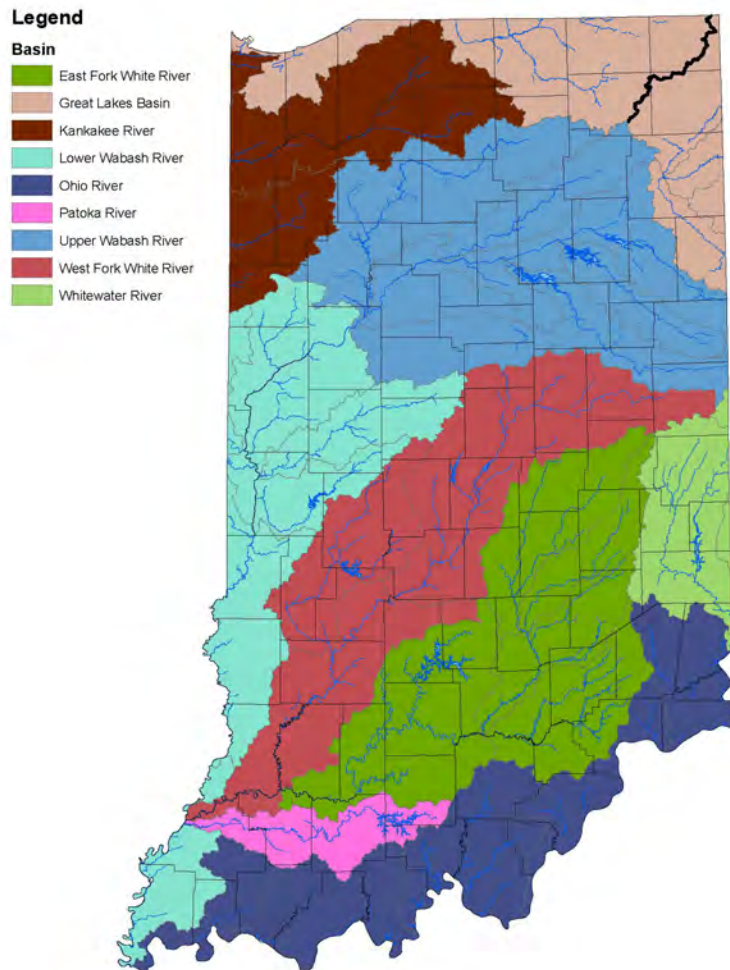 Legend
Basin
East Fork White River
Great Lakes Basin
Kankakee River
Lower Wabash River
Ohio River
Patoka River
Upper Wabash River
West Fork White River
Whitewater River